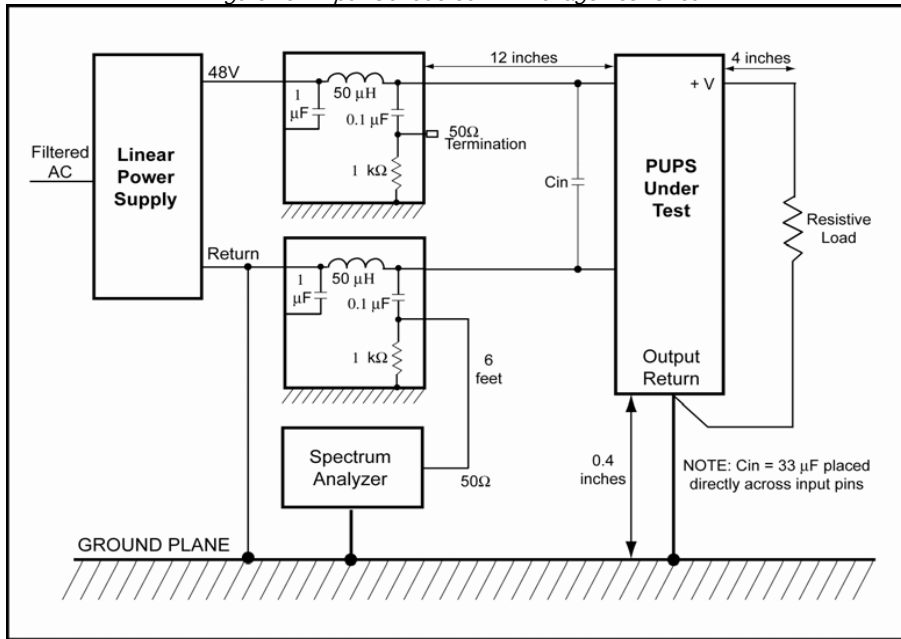 48V
1
µF
50 µH
0.1 µF
1 kΩ
50Ω
Termination
12 inches
4 inches
+ V
Filtered
AC
Linear
Power
Supply
Cin
PUPS
Under
Test
Resistive
Load
Return
1
µF
50 µH
0.1 µF
1 kΩ
6
feet
Output
Return
Spectrum
Analyzer
50Ω
0.4
inches
NOTE: Cin = 33 µF placed
directly across input pins
GROUND PLANE